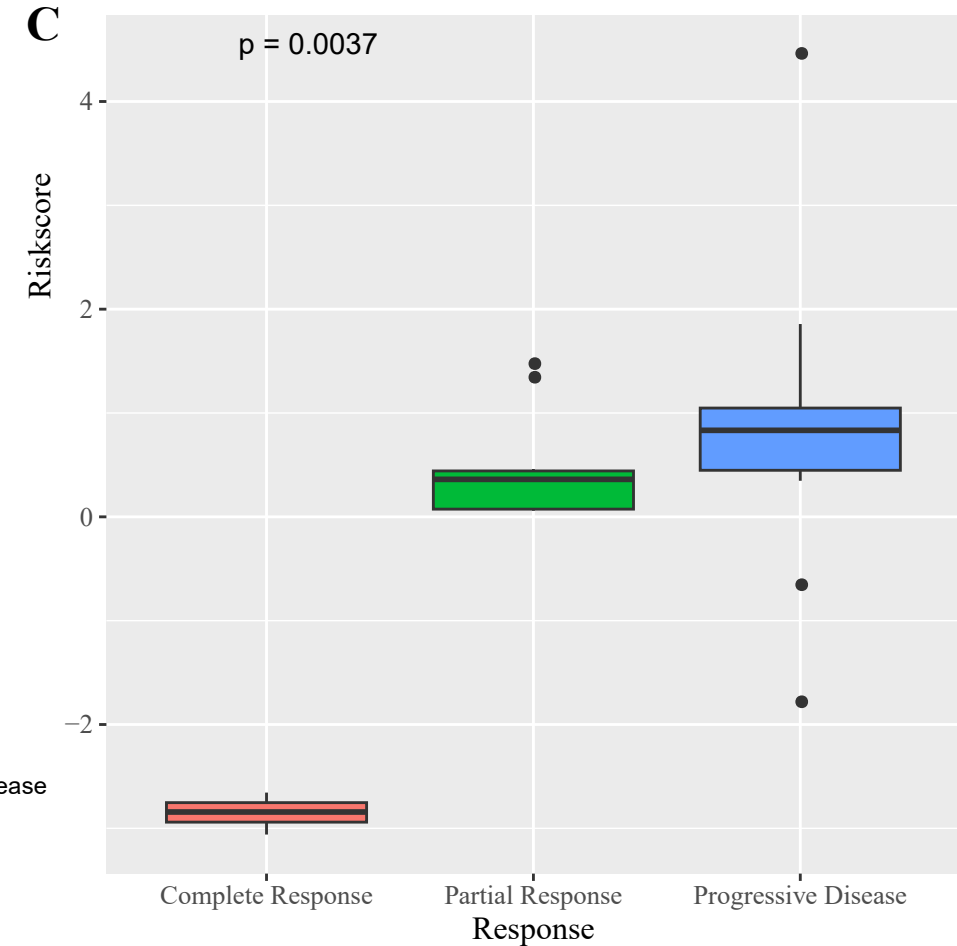 C
p = 0.0037
Riskscore
4
2
0
−2
ease
Complete Response
Partial Response
Progressive Disease
Response